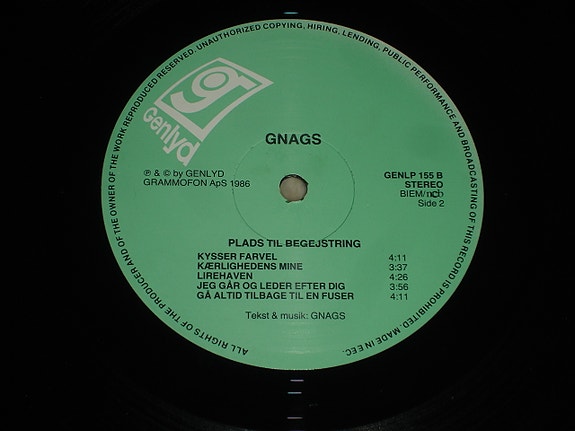 ALL RIGHTS OF THE PRODUCER AND OF THE OWNER OF THE WORK REPRODUCED RESERVED. UNAUTHORIZED COPYING, HIRING, LENDING, PUBLIC PERFORMANCE AND BROADCASTING OF THIS RECORD IS PROHIBITED. MADE IN EEC.
g
Genlyd
GNAGS
℗ & © by GENLYD
GRAMMOFON ApS 1986
GENLP 155 B
STEREO
BIEM/ncb
Side 2
PLADS TIL BEGEJSTRING
KYSSER FARVEL 4:11
KÆRLIGHEDENS MINE 3:37
LIREHAVEN 4:26
JEG GÅR OG LEDER EFTER DIG 3:56
GÅ ALTID TILBAGE TIL EN FUSER 4:11
Tekst & musik: GNAGS